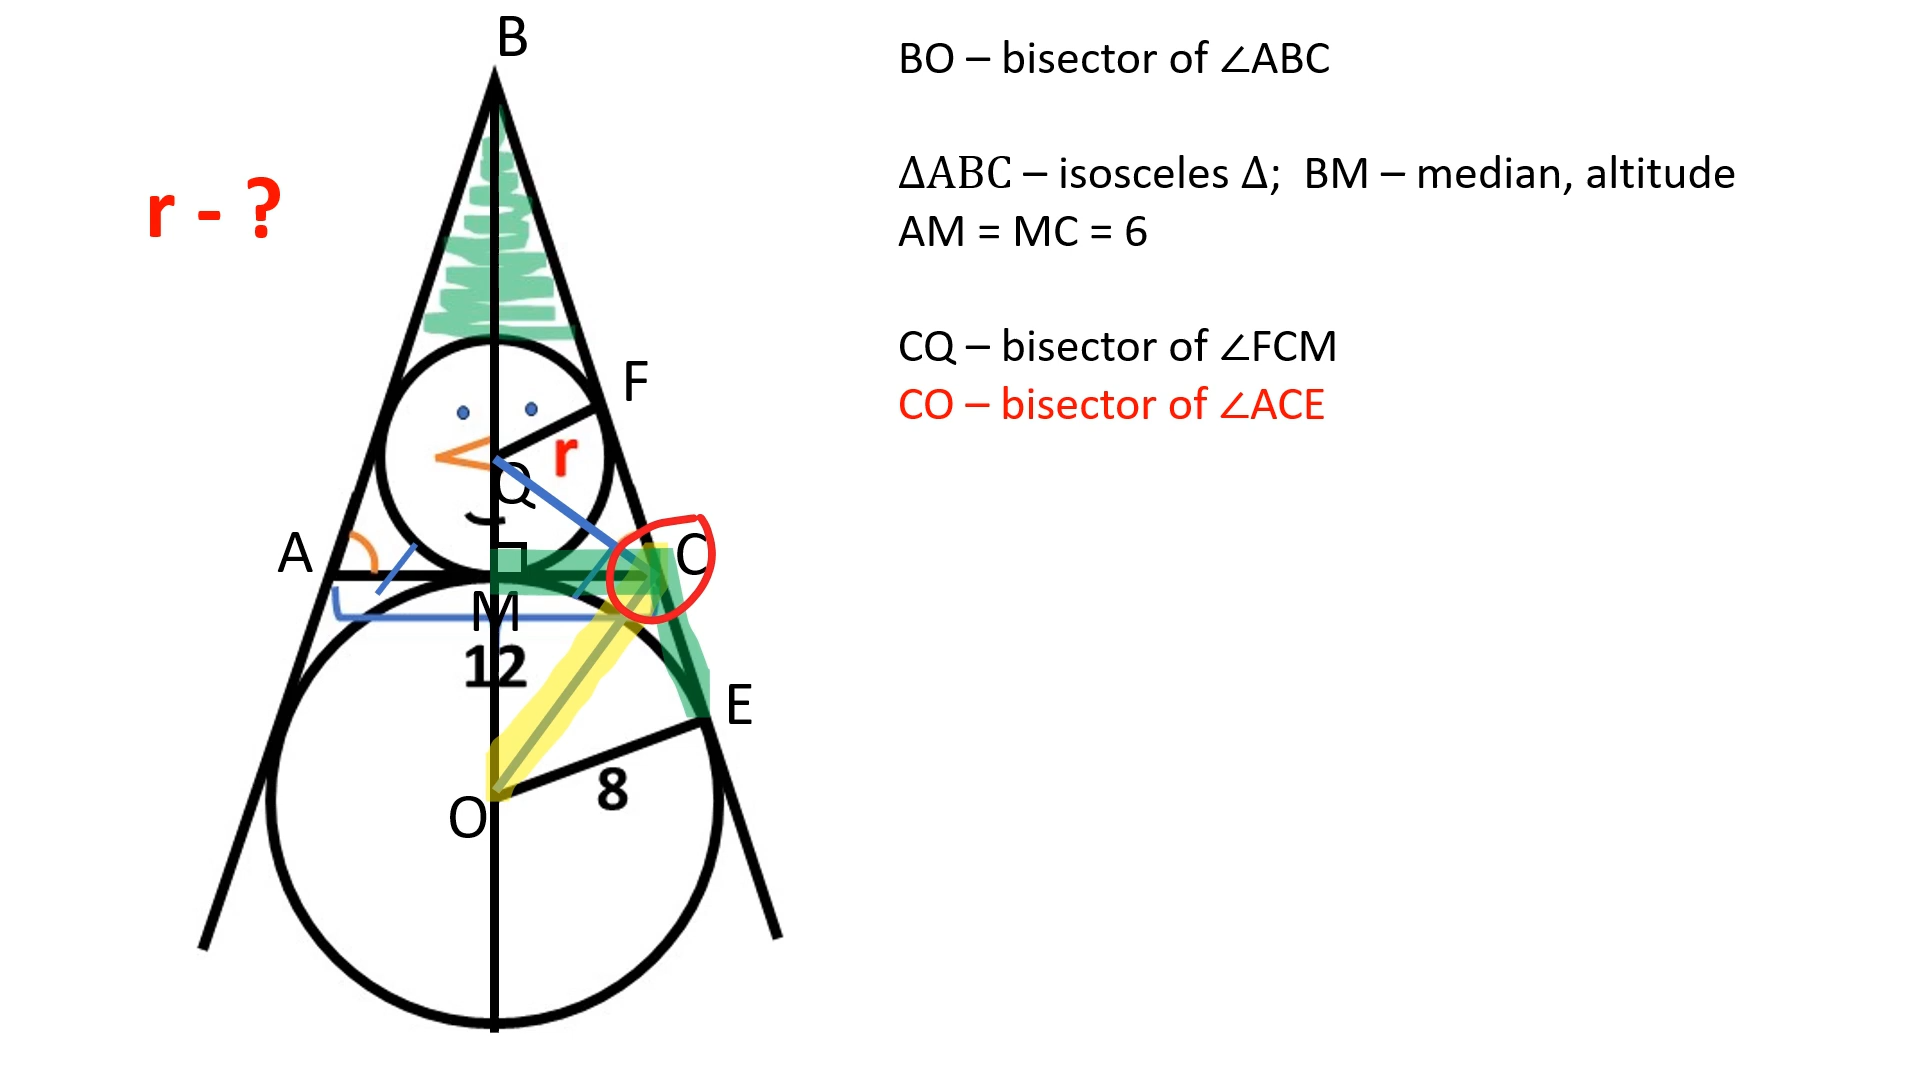 B
BO – bisector of ∠ABC
r - ?
ΔABC – isosceles Δ; BM – median, altitude
AM = MC = 6
F
CQ – bisector of ∠FCM
CO – bisector of ∠ACE
r
Q
A
C
M
12
E
8
O